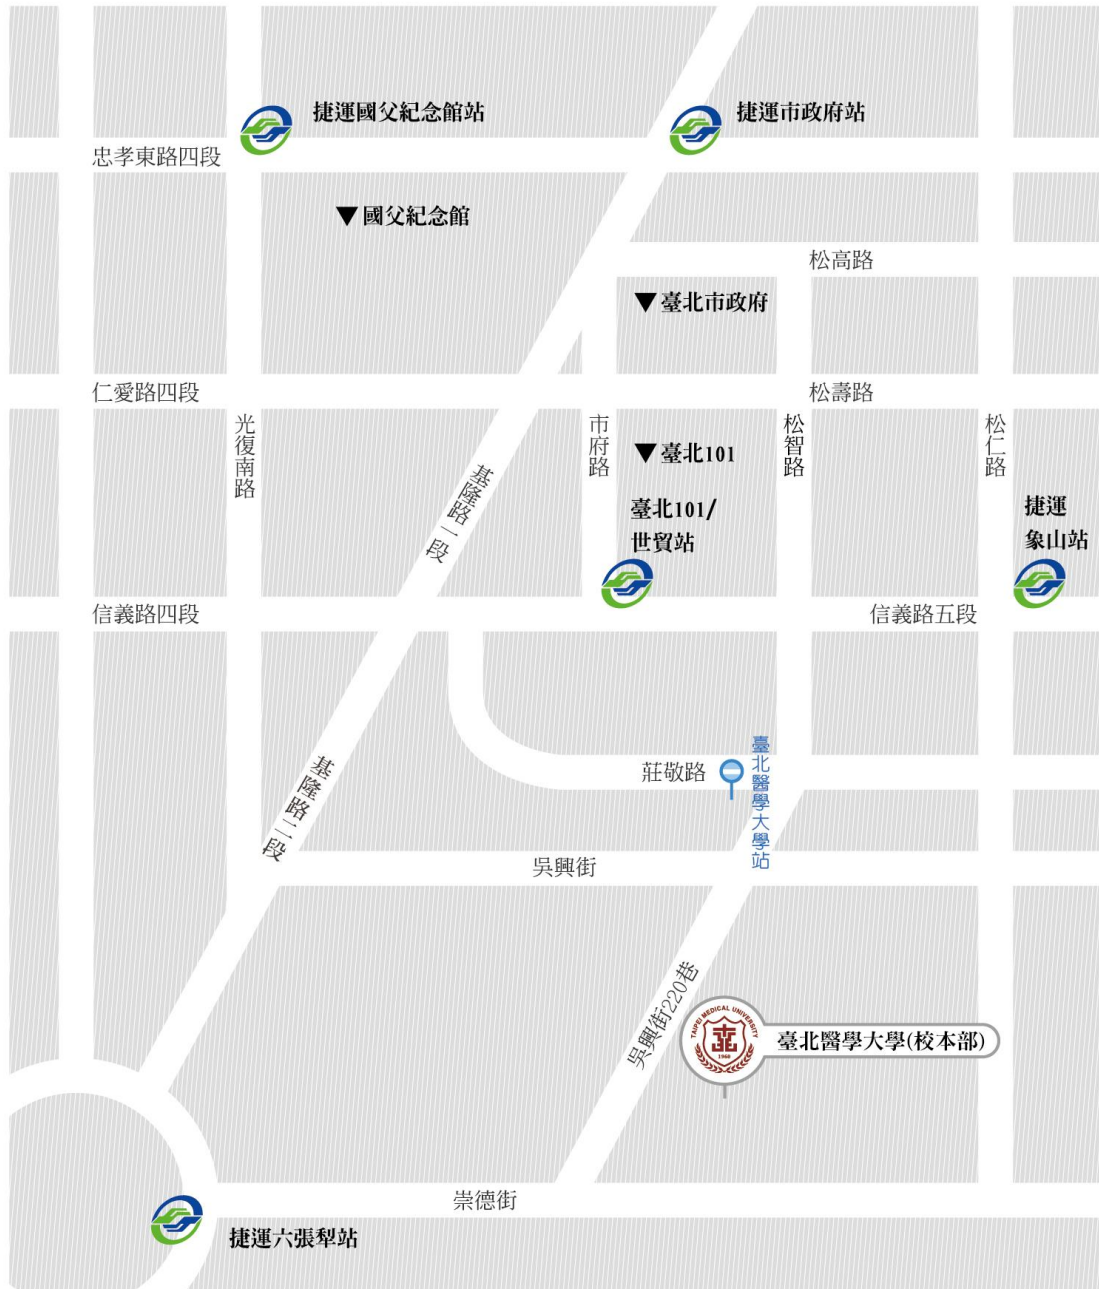 捷運國父紀念館站
捷運市政府站
忠孝東路四段
▼國父紀念館
松高路
▼臺北市政府
仁愛路四段
松壽路
光復南路
市府路
松智路
松仁路
▼臺北101
基隆路一段
臺北101/
世貿站
捷運
象山站
信義路四段
信義路五段
臺北醫學大學站
莊敬路
基隆路二段
吳興街
吳興街220巷
TAIPEI MEDICAL UNIVERSITY
1960
臺北醫學大學(校本部)
崇德街
捷運六張犁站